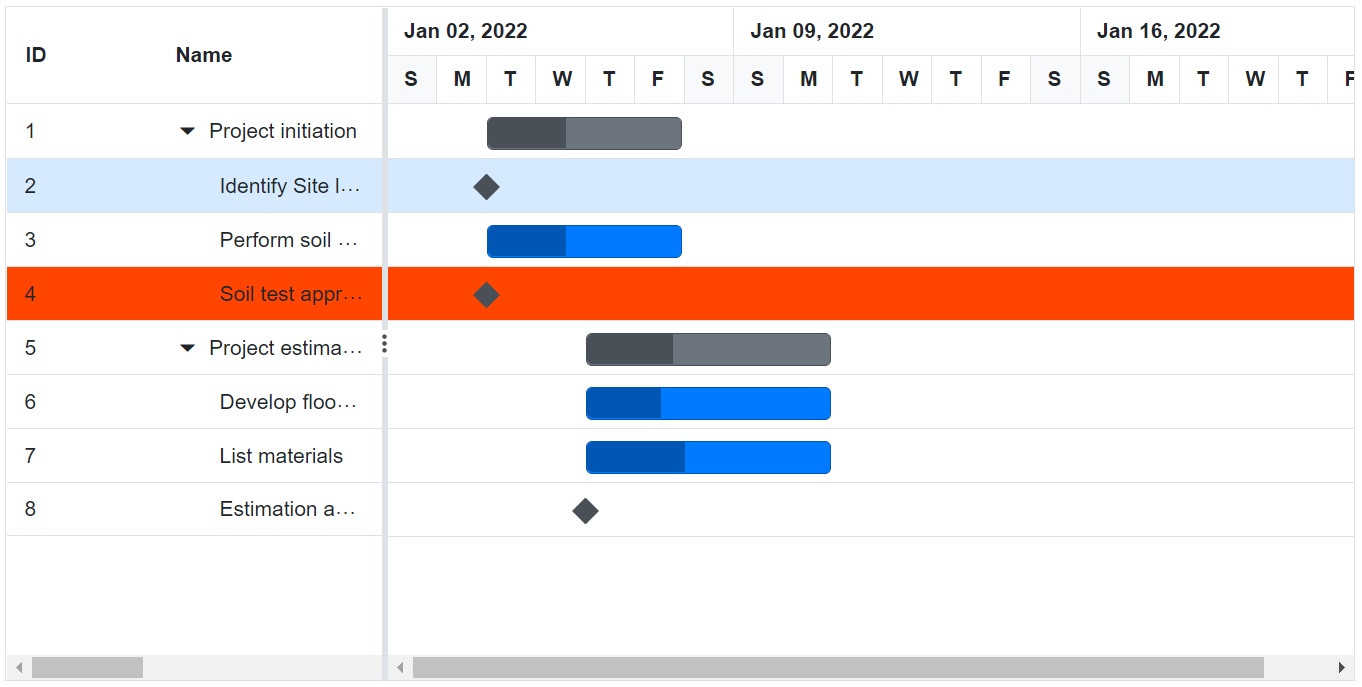 ID Name
Jan 02, 2022 Jan 09, 2022 Jan 16, 2022
S M T W T F S S M T W T F S S M T W T F
1 Project initiation
2 Identify Site l...
3 Perform soil ...
4 Soil test appr...
5 Project estima...
6 Develop floo...
7 List materials
8 Estimation a...